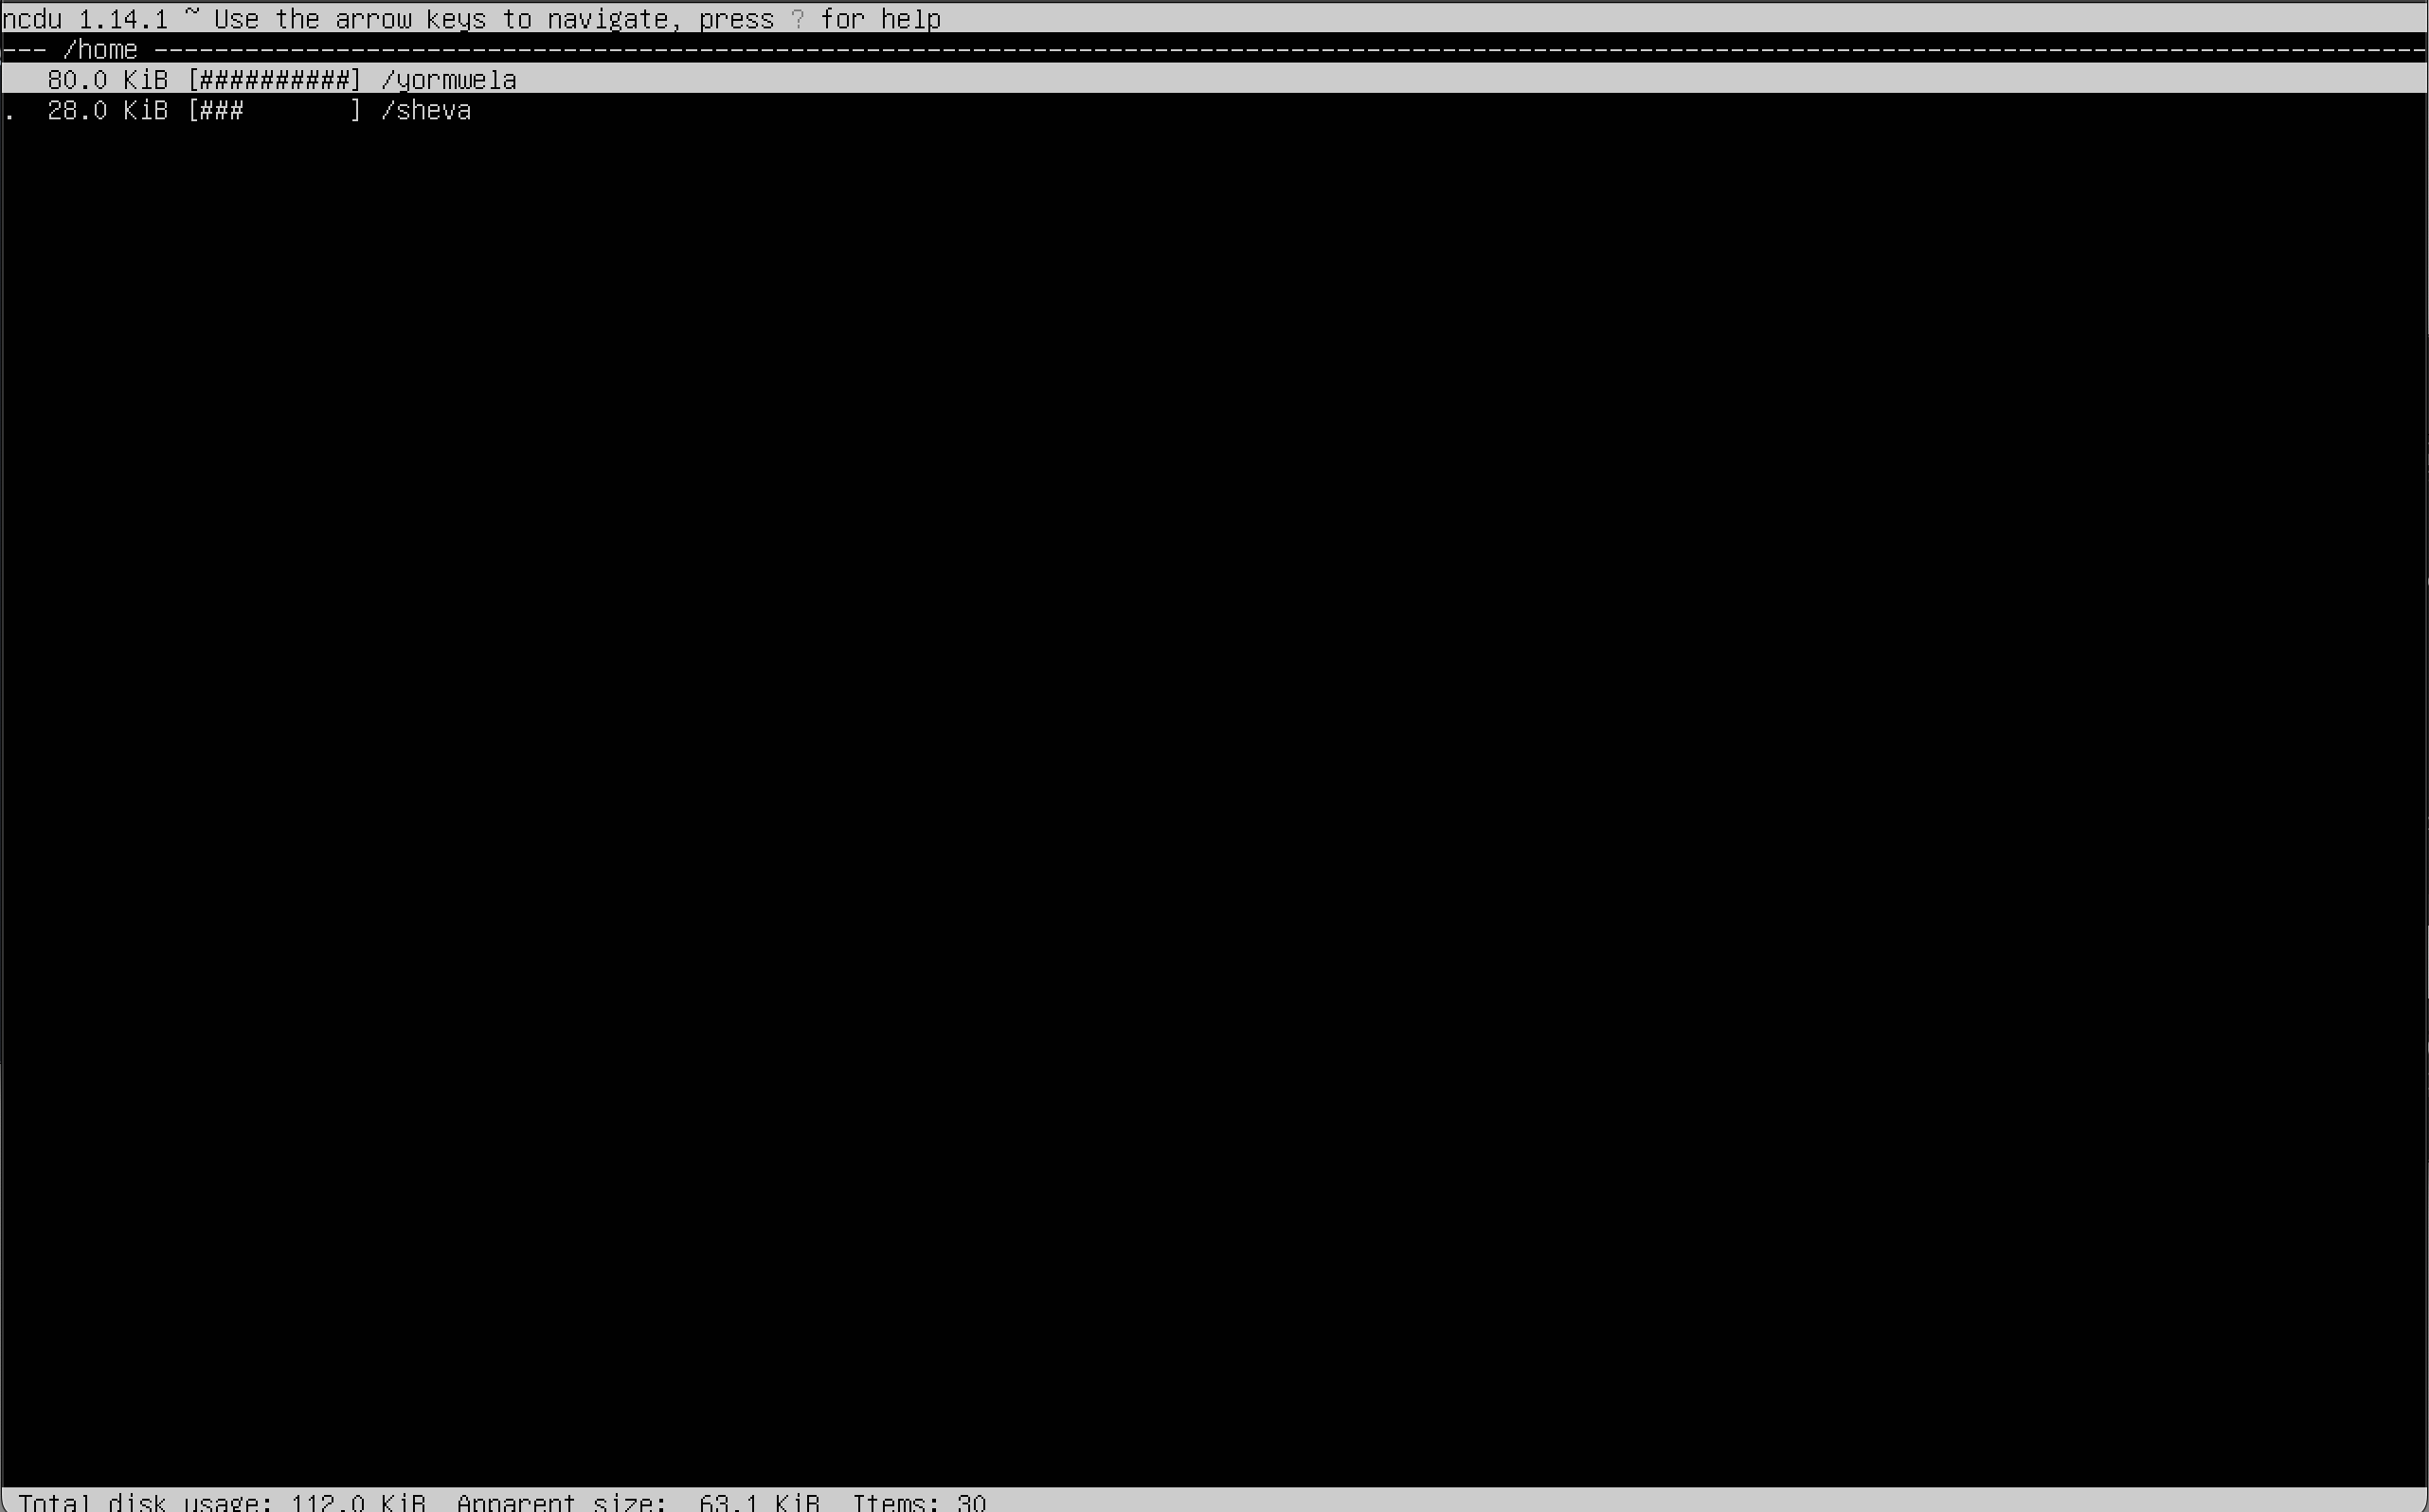 ncdu 1.14.1 ~ Use the arrow keys to navigate, press ? for help
--- /home ------------------------------------------------------------------------------------------------------------------------------------------------------
   80.0 KiB [##########] /yormwela
.  28.0 KiB [###       ] /sheva
Total disk usage: 112.0 KiB  Apparent size:  63.1 KiB  Items: 30